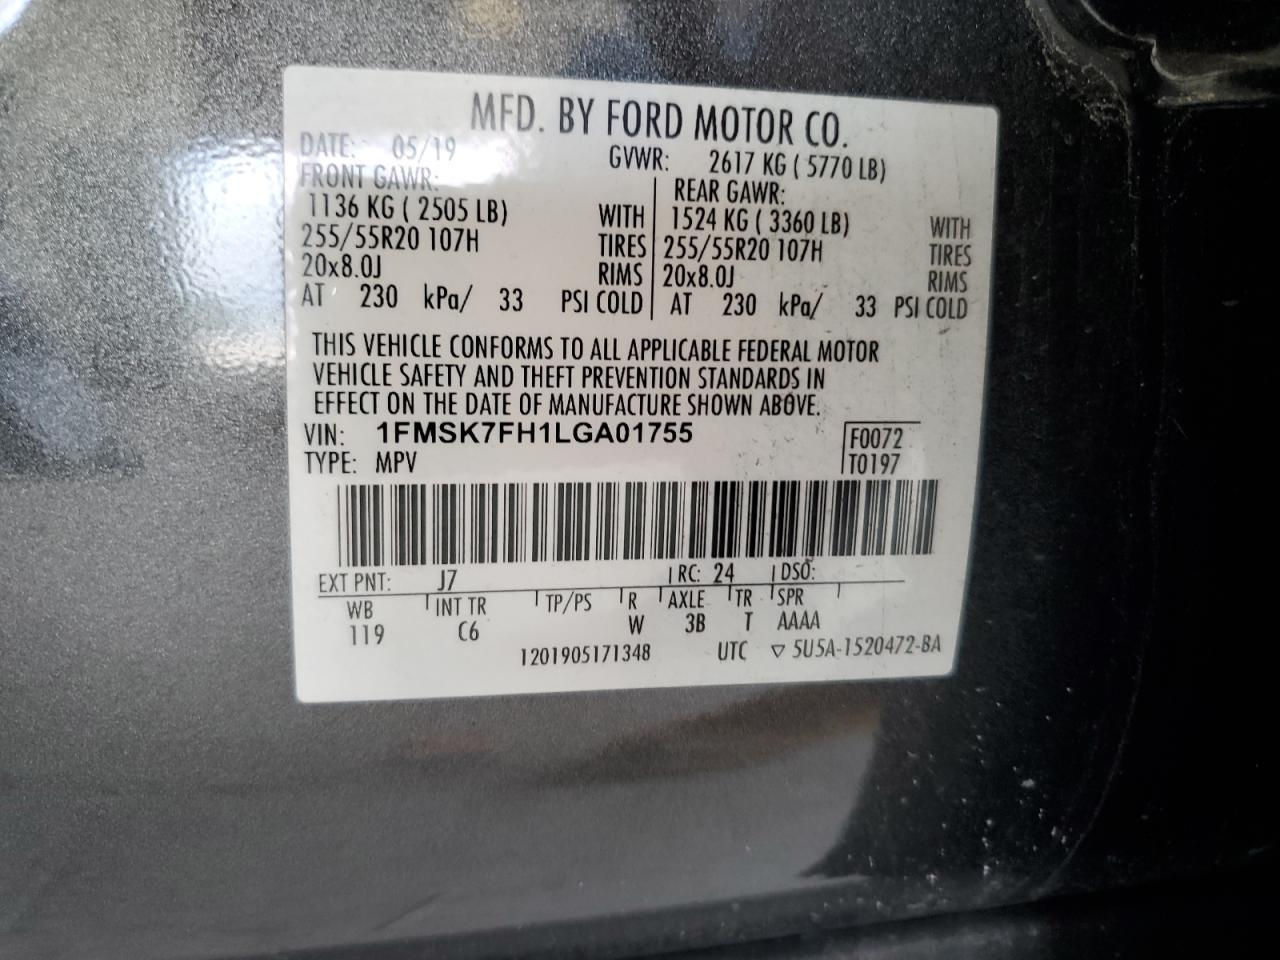 MFD. BY FORD MOTOR CO.
DATE: 05/19 GVWR: 2617 KG ( 5770 LB)
FRONT GAWR: REAR GAWR:
1136 KG ( 2505 LB) WITH 1524 KG ( 3360 LB) WITH
255/55R20 107H TIRES 255/55R20 107H TIRES
20x8.0J RIMS 20x8.0J RIMS
AT 230 kPa/ 33 PSI COLD AT 230 kPa/ 33 PSI COLD
THIS VEHICLE CONFORMS TO ALL APPLICABLE FEDERAL MOTOR
VEHICLE SAFETY AND THEFT PREVENTION STANDARDS IN
EFFECT ON THE DATE OF MANUFACTURE SHOWN ABOVE.
VIN: 1FMSK7FH1LGA01755 F0072
TYPE: MPV T0197
EXT PNT: J7 RC: 24 DSO:
WB INT TR TP/PS R AXLE TR SPR
119 C6 W 3B T AAAA
1201905171348 UTC ▽ 5U5A-1520472-BA